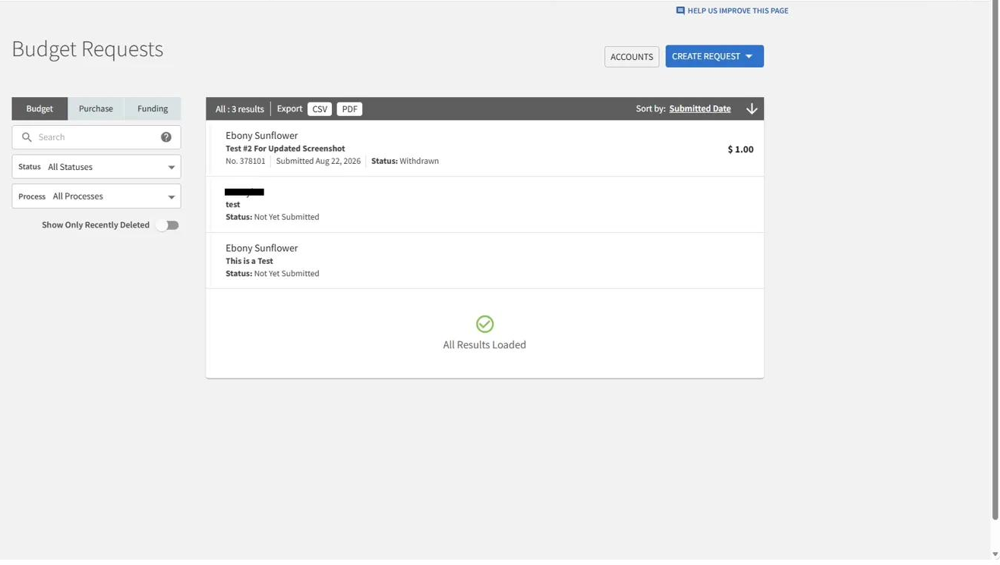 HELP US IMPROVE THIS PAGE
Budget Requests
ACCOUNTS
CREATE REQUEST
Budget Purchase Funding
Search
Status All Statuses
Process All Processes
Show Only Recently Deleted
All : 3 results Export CSV PDF Sort by: Submitted Date
Ebony Sunflower
Test #2 For Updated Screenshot
No. 378101 Submitted Aug 22, 2026 Status: Withdrawn
$ 1.00
test
Status: Not Yet Submitted
Ebony Sunflower
This is a Test
Status: Not Yet Submitted
All Results Loaded